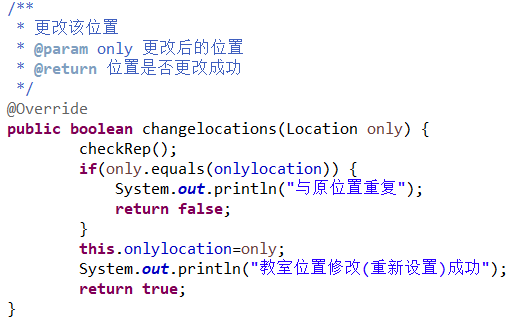 /**
 * 更改该位置
 * @param only 更改后的位置
 * @return 位置是否更改成功
 */
@Override
public boolean changelocations(Location only) {
        checkRep();
        if(only.equals(onlylocation)) {
            System.out.println("与原位置重复");
            return false;
        }
        this.onlylocation=only;
        System.out.println("教室位置修改(重新设置)成功");
        return true;
}